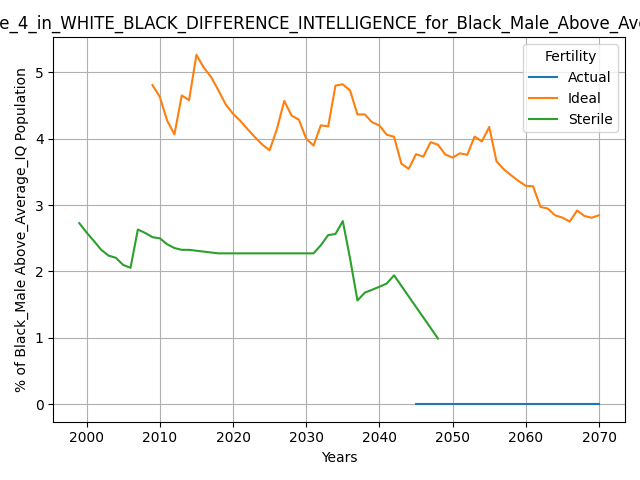 e_4_in_WHITE_BLACK_DIFFERENCE_INTELLIGENCE_for_Black_Male_Above_Ave
% of Black_Male Above_Average_IQ Population
5
4
3
2
1
0
Fertility
Actual
Ideal
Sterile
2000 2010 2020 2030 2040 2050 2060 2070
Years